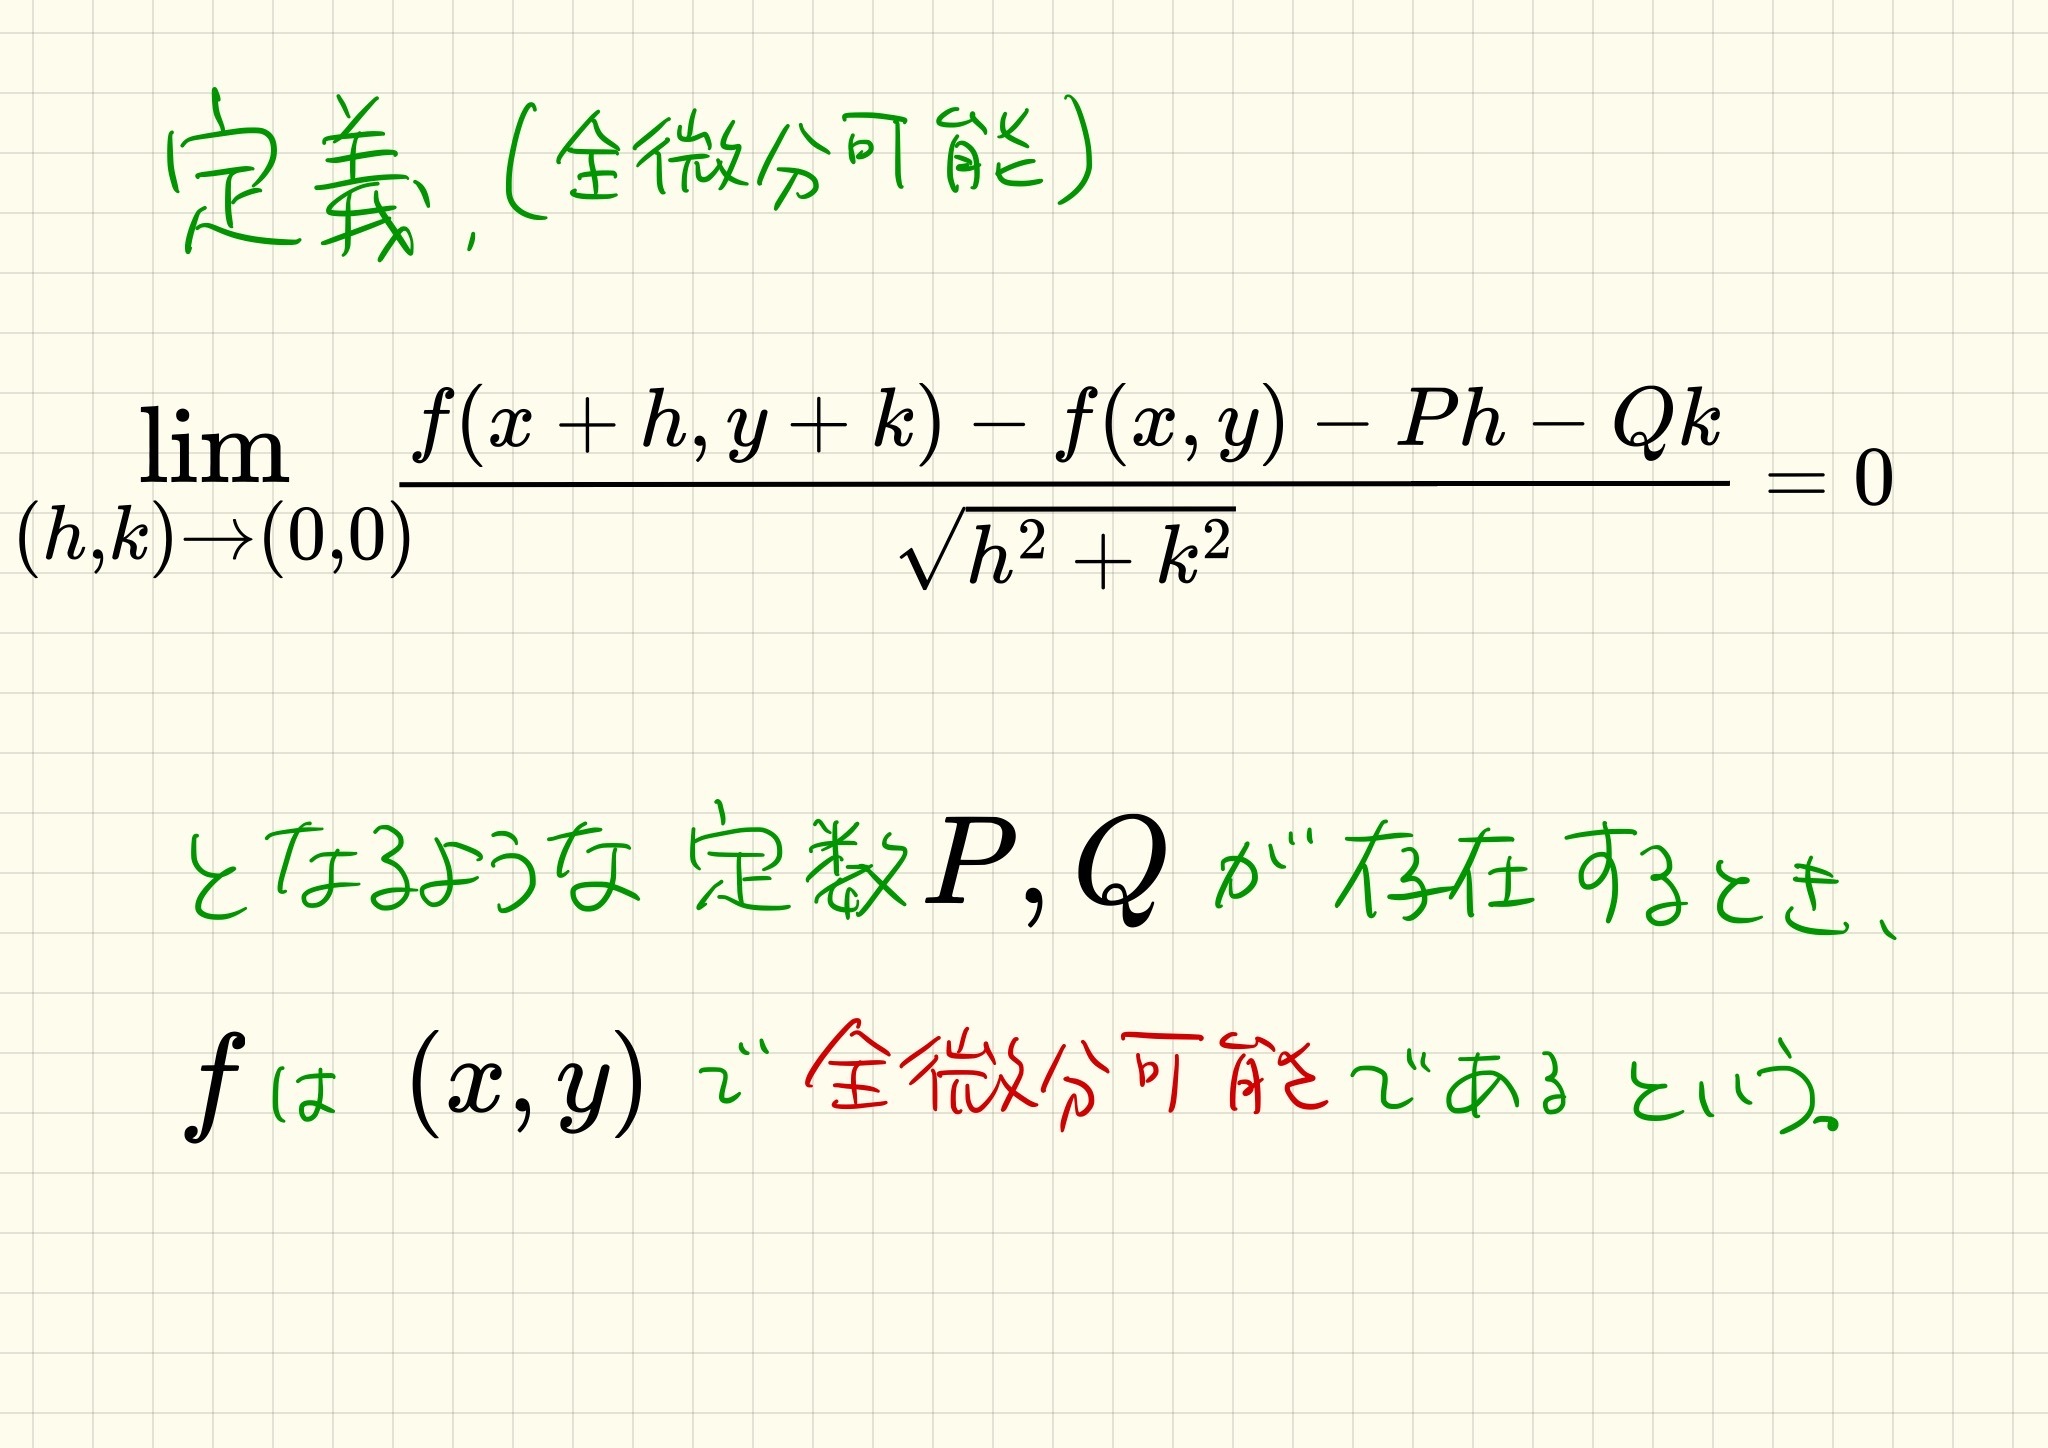 定義.(全微分可能)
lim_{(h,k)→(0,0)} \frac{f(x + h, y + k) − f(x, y) − Ph − Qk}{\sqrt{h^2 + k^2}} = 0
となるような定数P, Qが存在するとき、
fは (x, y) で全微分可能であるという。